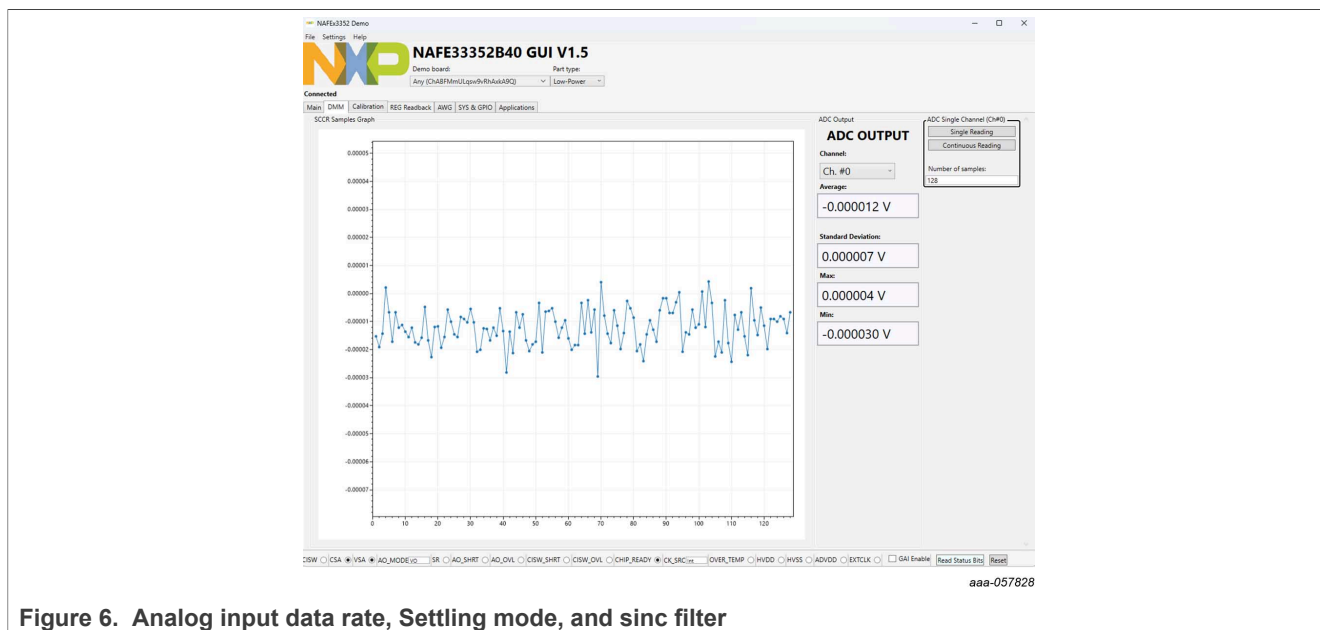 NAFEx3352 Demo
File Settings Help
NXP
NAFE33352B40 GUI V1.5
Demo board: Part type:
Any (ChABFMmULqsw9vRhAxkA9Q) Low-Power
Connected
Main DMM Calibration REG Readback AWG SYS & GPIO Applications
SCCR Samples Graph
0.00005
0.00004
0.00003
0.00002
0.00001
0.00000
-0.00001
-0.00002
-0.00003
-0.00004
-0.00005
-0.00006
-0.00007
0 10 20 30 40 50 60 70 80 90 100 110 120
ADC Output
ADC OUTPUT
Channel:
Ch. #0
Average:
-0.000012 V
Standard Deviation:
0.000007 V
Max:
0.000004 V
Min:
-0.000030 V
ADC Single Channel (Ch#0)
Single Reading
Continuous Reading
Number of samples:
128
CISW CSA VSA AO_MODE VO SR AO_SHRT AO_OVL CISW_SHRT CISW_OVL CHIP_READY CK_SRC Int OVER_TEMP HVDD HVSS ADVDD EXTCLK GAI Enable Read Status Bits Reset
aaa-057828
Figure 6. Analog input data rate, Settling mode, and sinc filter